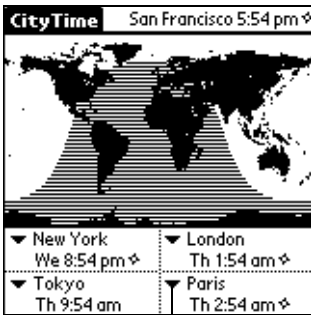 CityTime
San Francisco 5:54 pm
New York
We 8:54 pm
London
Th 1:54 am
Tokyo
Th 9:54 am
Paris
Th 2:54 am